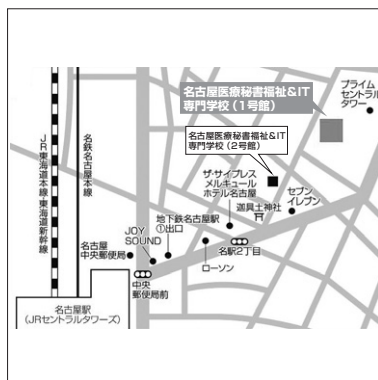 名古屋医療秘書福祉&IT
専門学校(1号館)
プライム
セントラル
タワー
名古屋医療秘書福祉&IT
専門学校(2号館)
JR東海道本線・東海道新幹線
名鉄名古屋本線
ザ・サイプレス
メルキュール
ホテル名古屋
迦具土神社
セブン
イレブン
地下鉄名古屋駅
①出口
JOY
SOUND
名古屋
中央郵便局
名駅2丁目
ローソン
中央
郵便局前
名古屋駅
(JRセントラルタワーズ)